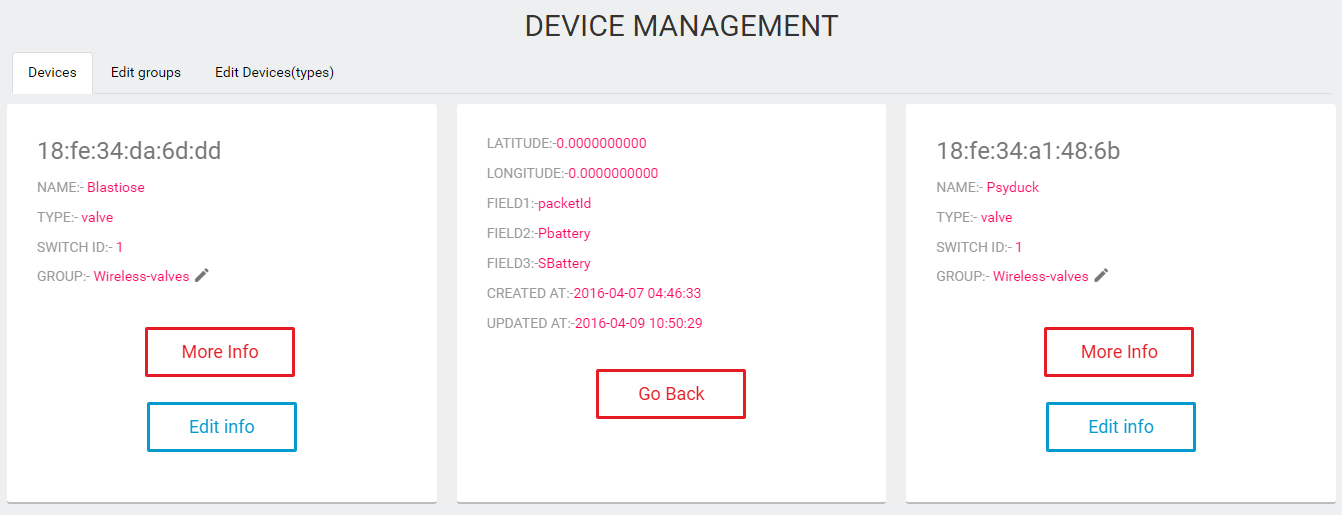 DEVICE MANAGEMENT
Devices
Edit groups
Edit Devices(types)
18:fe:34:da:6d:dd
NAME:- Blastiose
TYPE:- valve
SWITCH ID:- 1
GROUP:- Wireless-valves
More Info
Edit info
LATITUDE:-0.0000000000
LONGITUDE:-0.0000000000
FIELD1:-packetId
FIELD2:-Pbattery
FIELD3:-SBattery
CREATED AT:-2016-04-07 04:46:33
UPDATED AT:-2016-04-09 10:50:29
Go Back
18:fe:34:a1:48:6b
NAME:- Psyduck
TYPE:- valve
SWITCH ID:- 1
GROUP:- Wireless-valves
More Info
Edit info